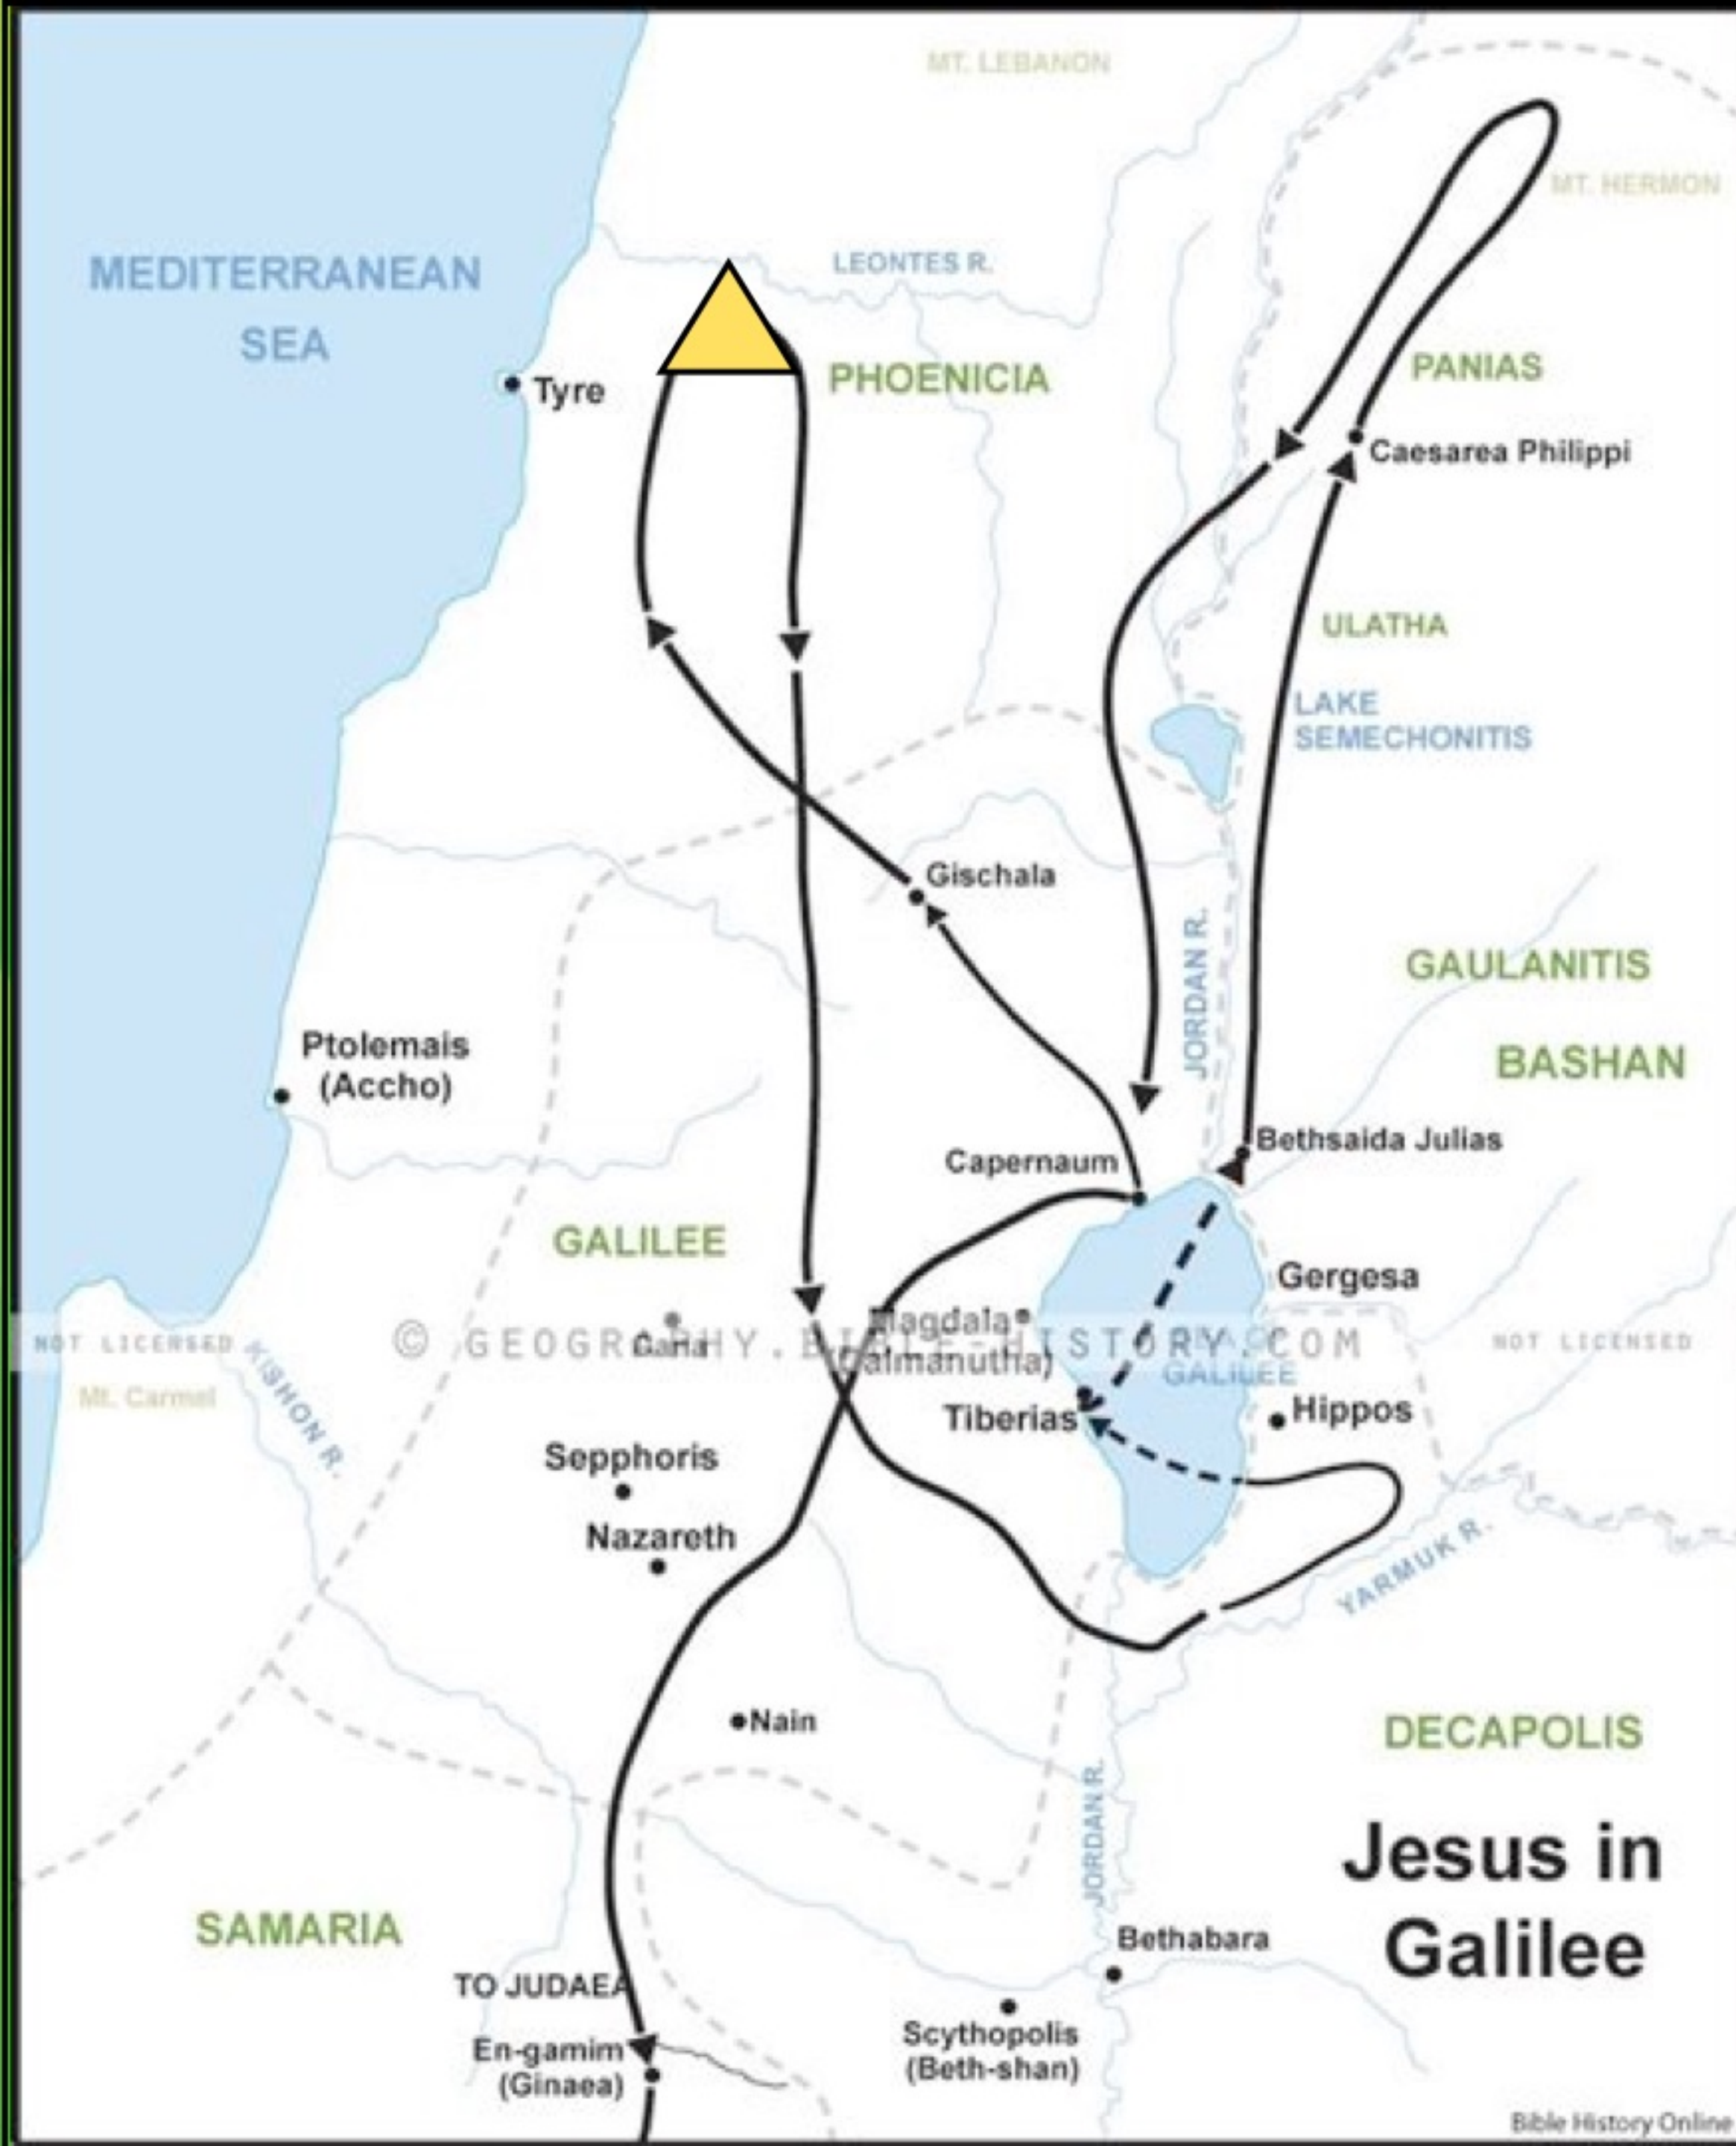 MT. LEBANON
MT. HERMON
MEDITERRANEAN
SEA
LEONTES R.
PHOENICIA
PANIAS
Tyre
Caesarea Philippi
ULATHA
LAKE
SEMECHONITIS
Gischala
JORDAN R.
GAULANITIS
BASHAN
Ptolemais
(Accho)
Bethsaida Julias
Capernaum
GALILEE
Gergesa
Magdala
NOT LICENSED
© GEOGRAPHY.BIBLE-HISTORY.COM
NOT LICENSED
Cana
GALILEE
Mt. Carmel
KISHON R.
Tiberias
Hippos
Sepphoris
Nazareth
YARMUK R.
Nain
DECAPOLIS
JORDAN R.
Jesus in
Galilee
SAMARIA
Bethabara
TO JUDAEA
Scythopolis
(Beth-shan)
En-gamim
(Ginaea)
Bible History Online